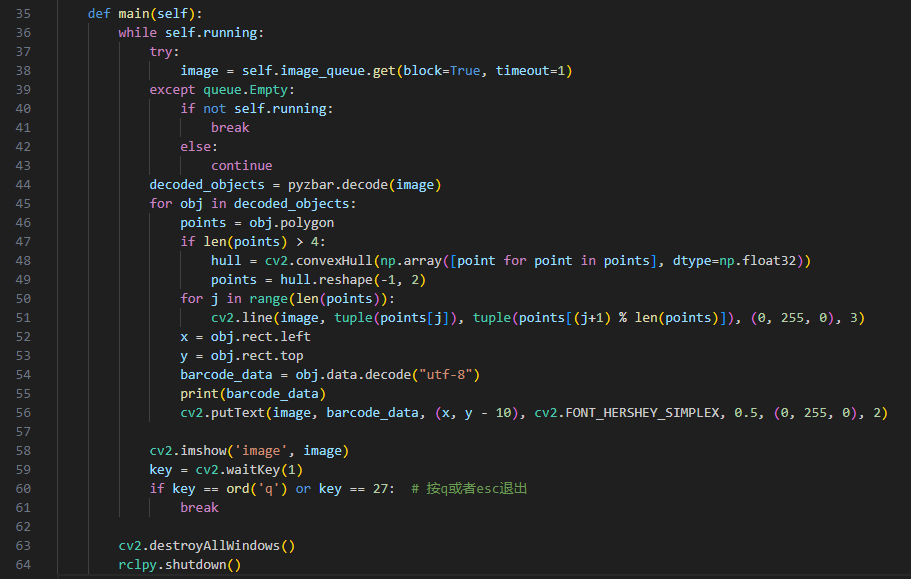 35 def main(self):
36 while self.running:
37 try:
38 image = self.image_queue.get(block=True, timeout=1)
39 except queue.Empty:
40 if not self.running:
41 break
42 else:
43 continue
44 decoded_objects = pyzbar.decode(image)
45 for obj in decoded_objects:
46 points = obj.polygon
47 if len(points) > 4:
48 hull = cv2.convexHull(np.array([point for point in points], dtype=np.float32))
49 points = hull.reshape(-1, 2)
50 for j in range(len(points)):
51 cv2.line(image, tuple(points[j]), tuple(points[(j+1) % len(points)]), (0, 255, 0), 3)
52 x = obj.rect.left
53 y = obj.rect.top
54 barcode_data = obj.data.decode("utf-8")
55 print(barcode_data)
56 cv2.putText(image, barcode_data, (x, y - 10), cv2.FONT_HERSHEY_SIMPLEX, 0.5, (0, 255, 0), 2)
57
58 cv2.imshow('image', image)
59 key = cv2.waitKey(1)
60 if key == ord('q') or key == 27: # 按q或者esc退出
61 break
62
63 cv2.destroyAllWindows()
64 rclpy.shutdown()